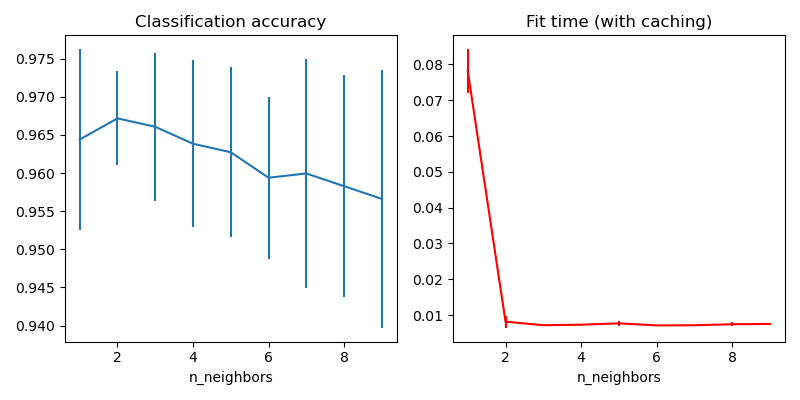 Classification accuracy
0.975
0.970
0.965
0.960
0.955
0.950
0.945
0.940
2 4 6 8
n_neighbors
Fit time (with caching)
0.08
0.07
0.06
0.05
0.04
0.03
0.02
0.01
2 4 6 8
n_neighbors